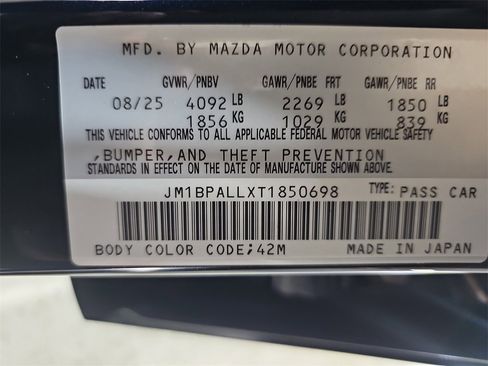 MFD. BY MAZDA MOTOR CORPORATION
DATE GVWR/PNBV GAWR/PNBE FRT GAWR/PNBE RR
08/25 4092 LB 2269 LB 1850 LB
1856 KG 1029 KG 839 KG
THIS VEHICLE CONFORMS TO ALL APPLICABLE FEDERAL MOTOR VEHICLE SAFETY
,BUMPER,AND THEFT PREVENTION
STANDARDS IN EFFECT ON THE DATE OF MANUFACTURE SHOWN ABOVE.
JM1BPALLXT1850698 TYPE: PASS CAR
BODY COLOR CODE;42M MADE IN JAPAN